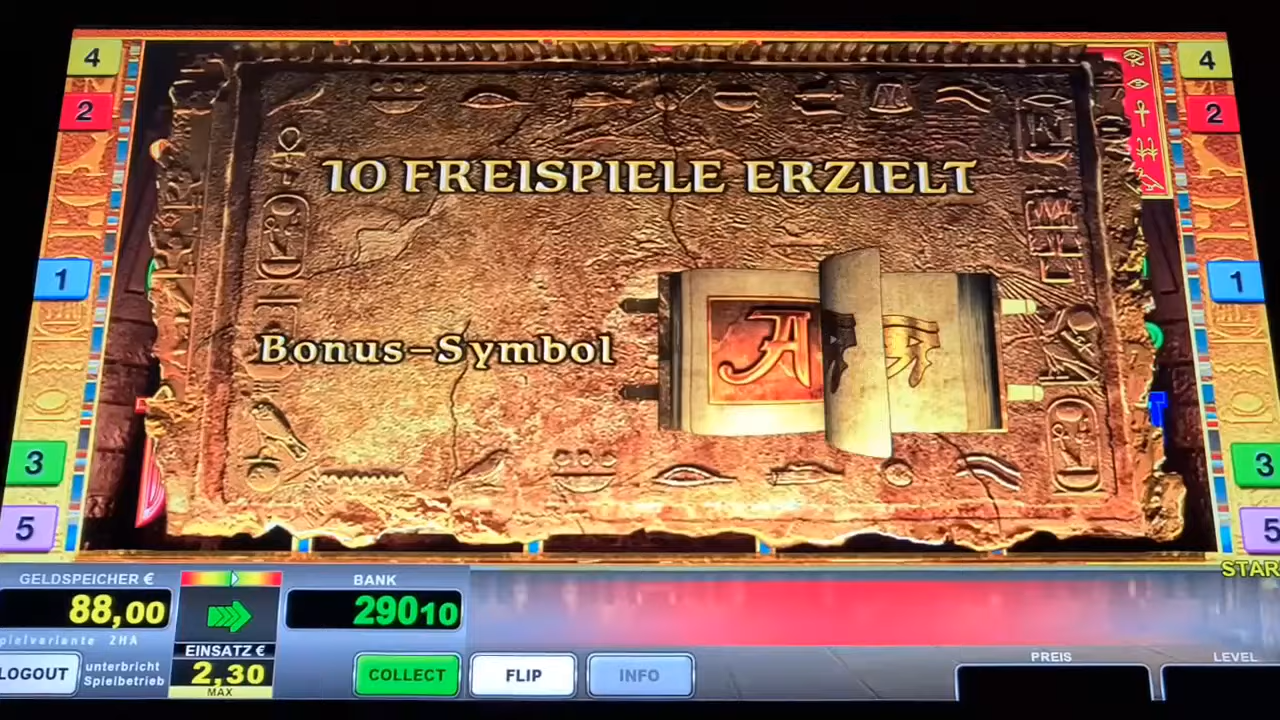 4
4
2
2
10 FREISPIELE ERZIELT
1
1
Bonus-Symbol
A
3
3
5
5
STAR
GELDSPEICHER €
BANK
88,00
29010
pielvariante 2HA
EINSATZ €
2,30
MAX
LOGOUT
unterbricht
Spielbetrieb
COLLECT
FLIP
INFO
PREIS
LEVEL